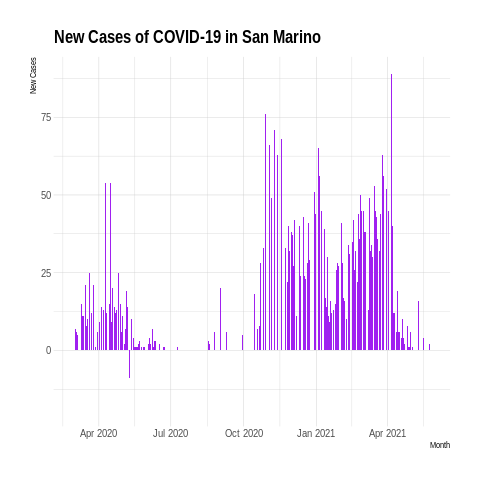 New Cases of COVID-19 in San Marino
New Cases
75
50
25
0
Apr 2020 Jul 2020 Oct 2020 Jan 2021 Apr 2021
Month